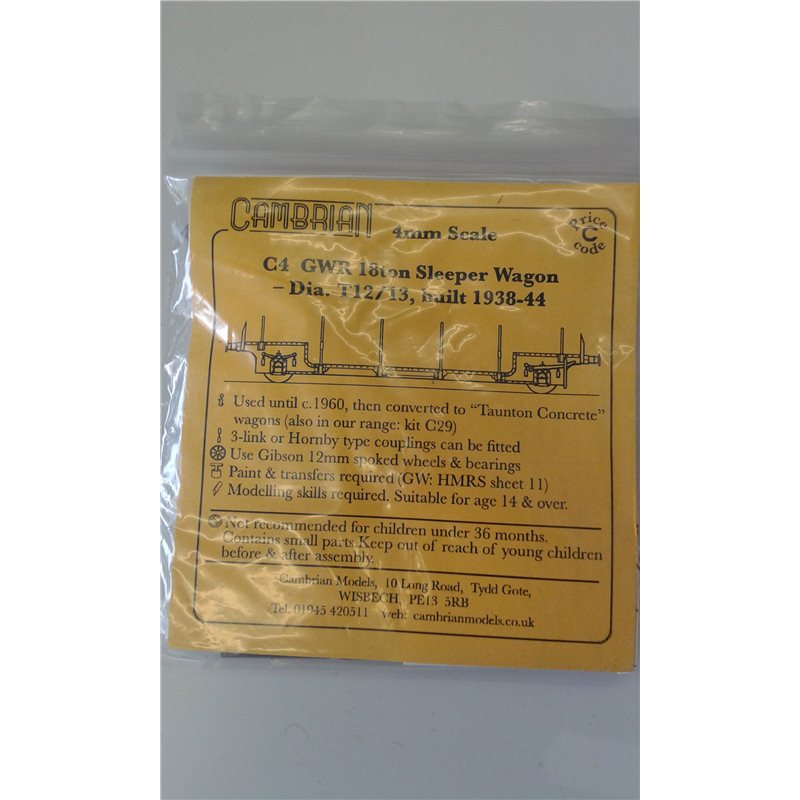 CAMBRIAN
4mm Scale
Price
C
code
C4 GWR 18ton Sleeper Wagon
– Dia. T12/13, built 1938-44
Used until c.1960, then converted to “Taunton Concrete”
wagons (also in our range: kit C29)
3-link or Hornby type couplings can be fitted
Use Gibson 12mm spoked wheels & bearings
Paint & transfers required (GW: HMRS sheet 11)
Modelling skills required. Suitable for age 14 & over.
Not recommended for children under 36 months.
Contains small parts.Keep out of reach of young children
before & after assembly.
Cambrian Models, 10 Long Road, Tydd Gote,
WISBECH, PE13 5RB
Tel. 01945 420511 web: cambrianmodels.co.uk